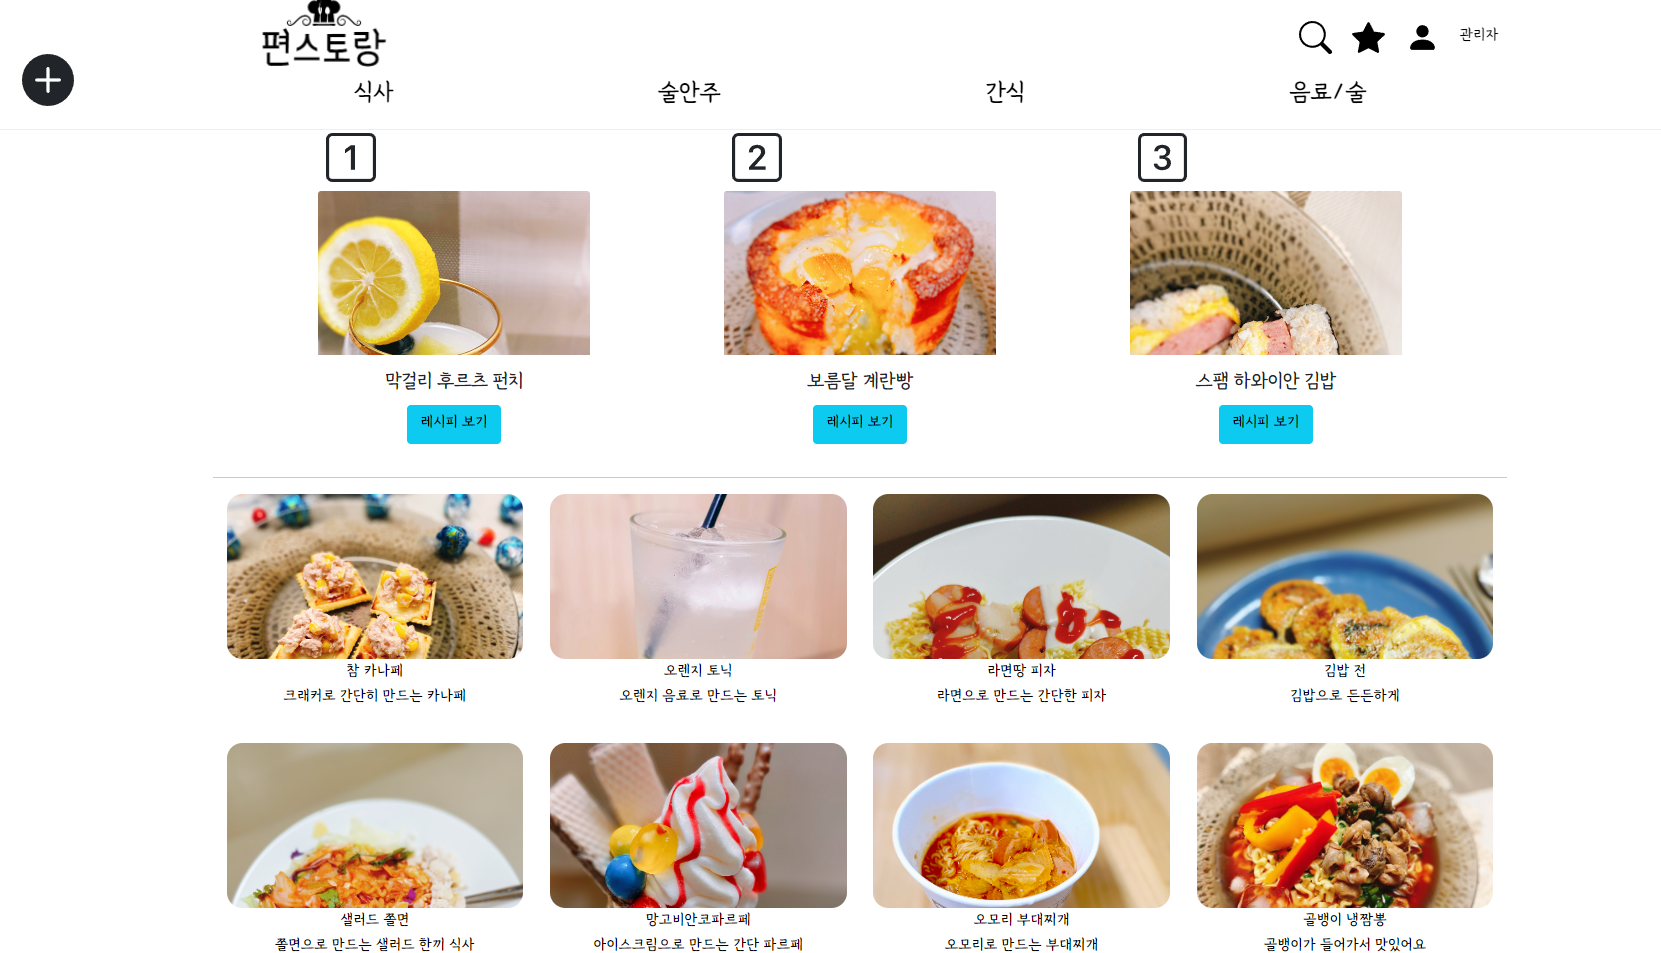 편스토랑
관리자
식사
술안주
간식
음료/술
1
2
3
막걸리 후르츠 펀치
보름달 계란빵
스팸 하와이안 김밥
레시피 보기
레시피 보기
레시피 보기
참 카나페
오렌지 토닉
라면땅 피자
김밥 전
크래커로 간단히 만드는 카나페
오렌지 음료로 만드는 토닉
라면으로 만드는 간단한 피자
김밥으로 든든하게
샐러드 쫄면
망고비안코파르페
오모리 부대찌개
골뱅이 냉짬뽕
쫄면으로 만드는 샐러드 한끼 식사
아이스크림으로 만드는 간단 파르페
오모리로 만드는 부대찌개
골뱅이가 들어가서 맛있어요